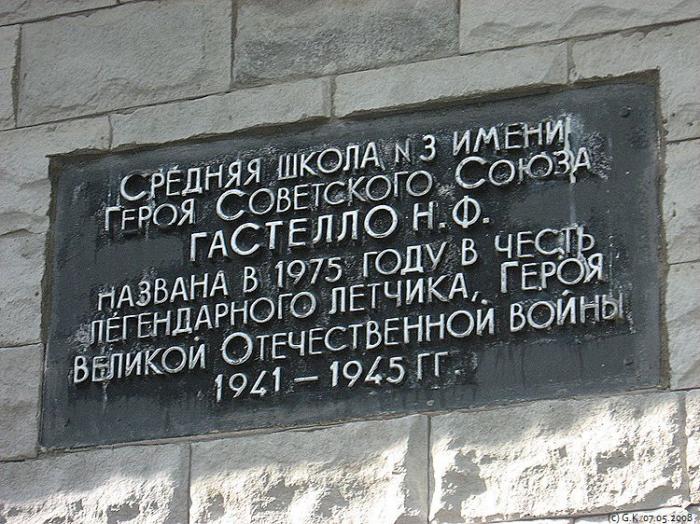 Средняя школа N 3 имени
Героя Советского Союза
ГАСТЕЛЛО Н.Ф.
названа в 1975 году в честь
легендарного летчика, Героя
Великой Отечественной войны
1941 – 1945 гг.
(c) G.K. 07.05.2008